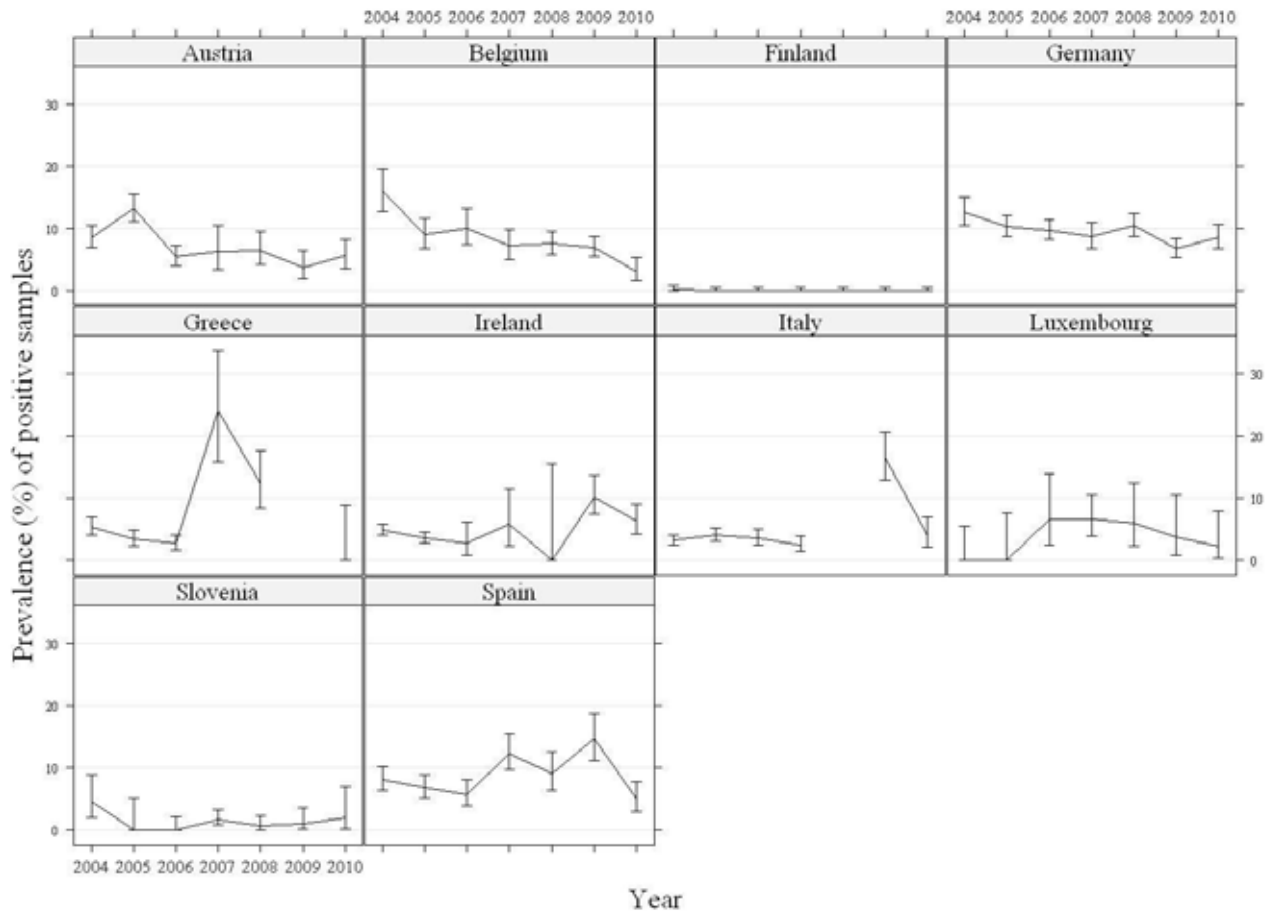 2004 2005 2006 2007 2008 2009 2010
2004 2005 2006 2007 2008 2009 2010
Austria
Belgium
Finland
Germany
30
20
10
0
Greece
Ireland
Italy
Luxembourg
30
20
10
0
Slovenia
Spain
30
20
10
0
2004 2005 2006 2007 2008 2009 2010
Prevalence (%) of positive samples
Year